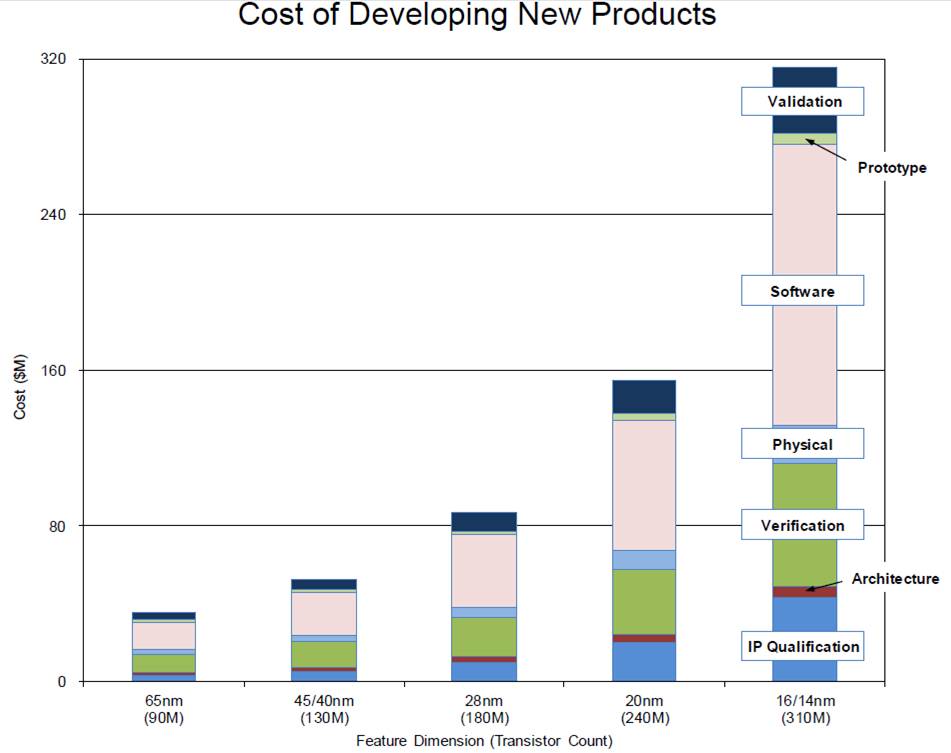 Cost of Developing New Products
320
240
160
80
0
Cost ($M)
Validation
Prototype
Software
Physical
Verification
Architecture
IP Qualification
65nm
(90M)
45/40nm
(130M)
28nm
(180M)
20nm
(240M)
16/14nm
(310M)
Feature Dimension (Transistor Count)